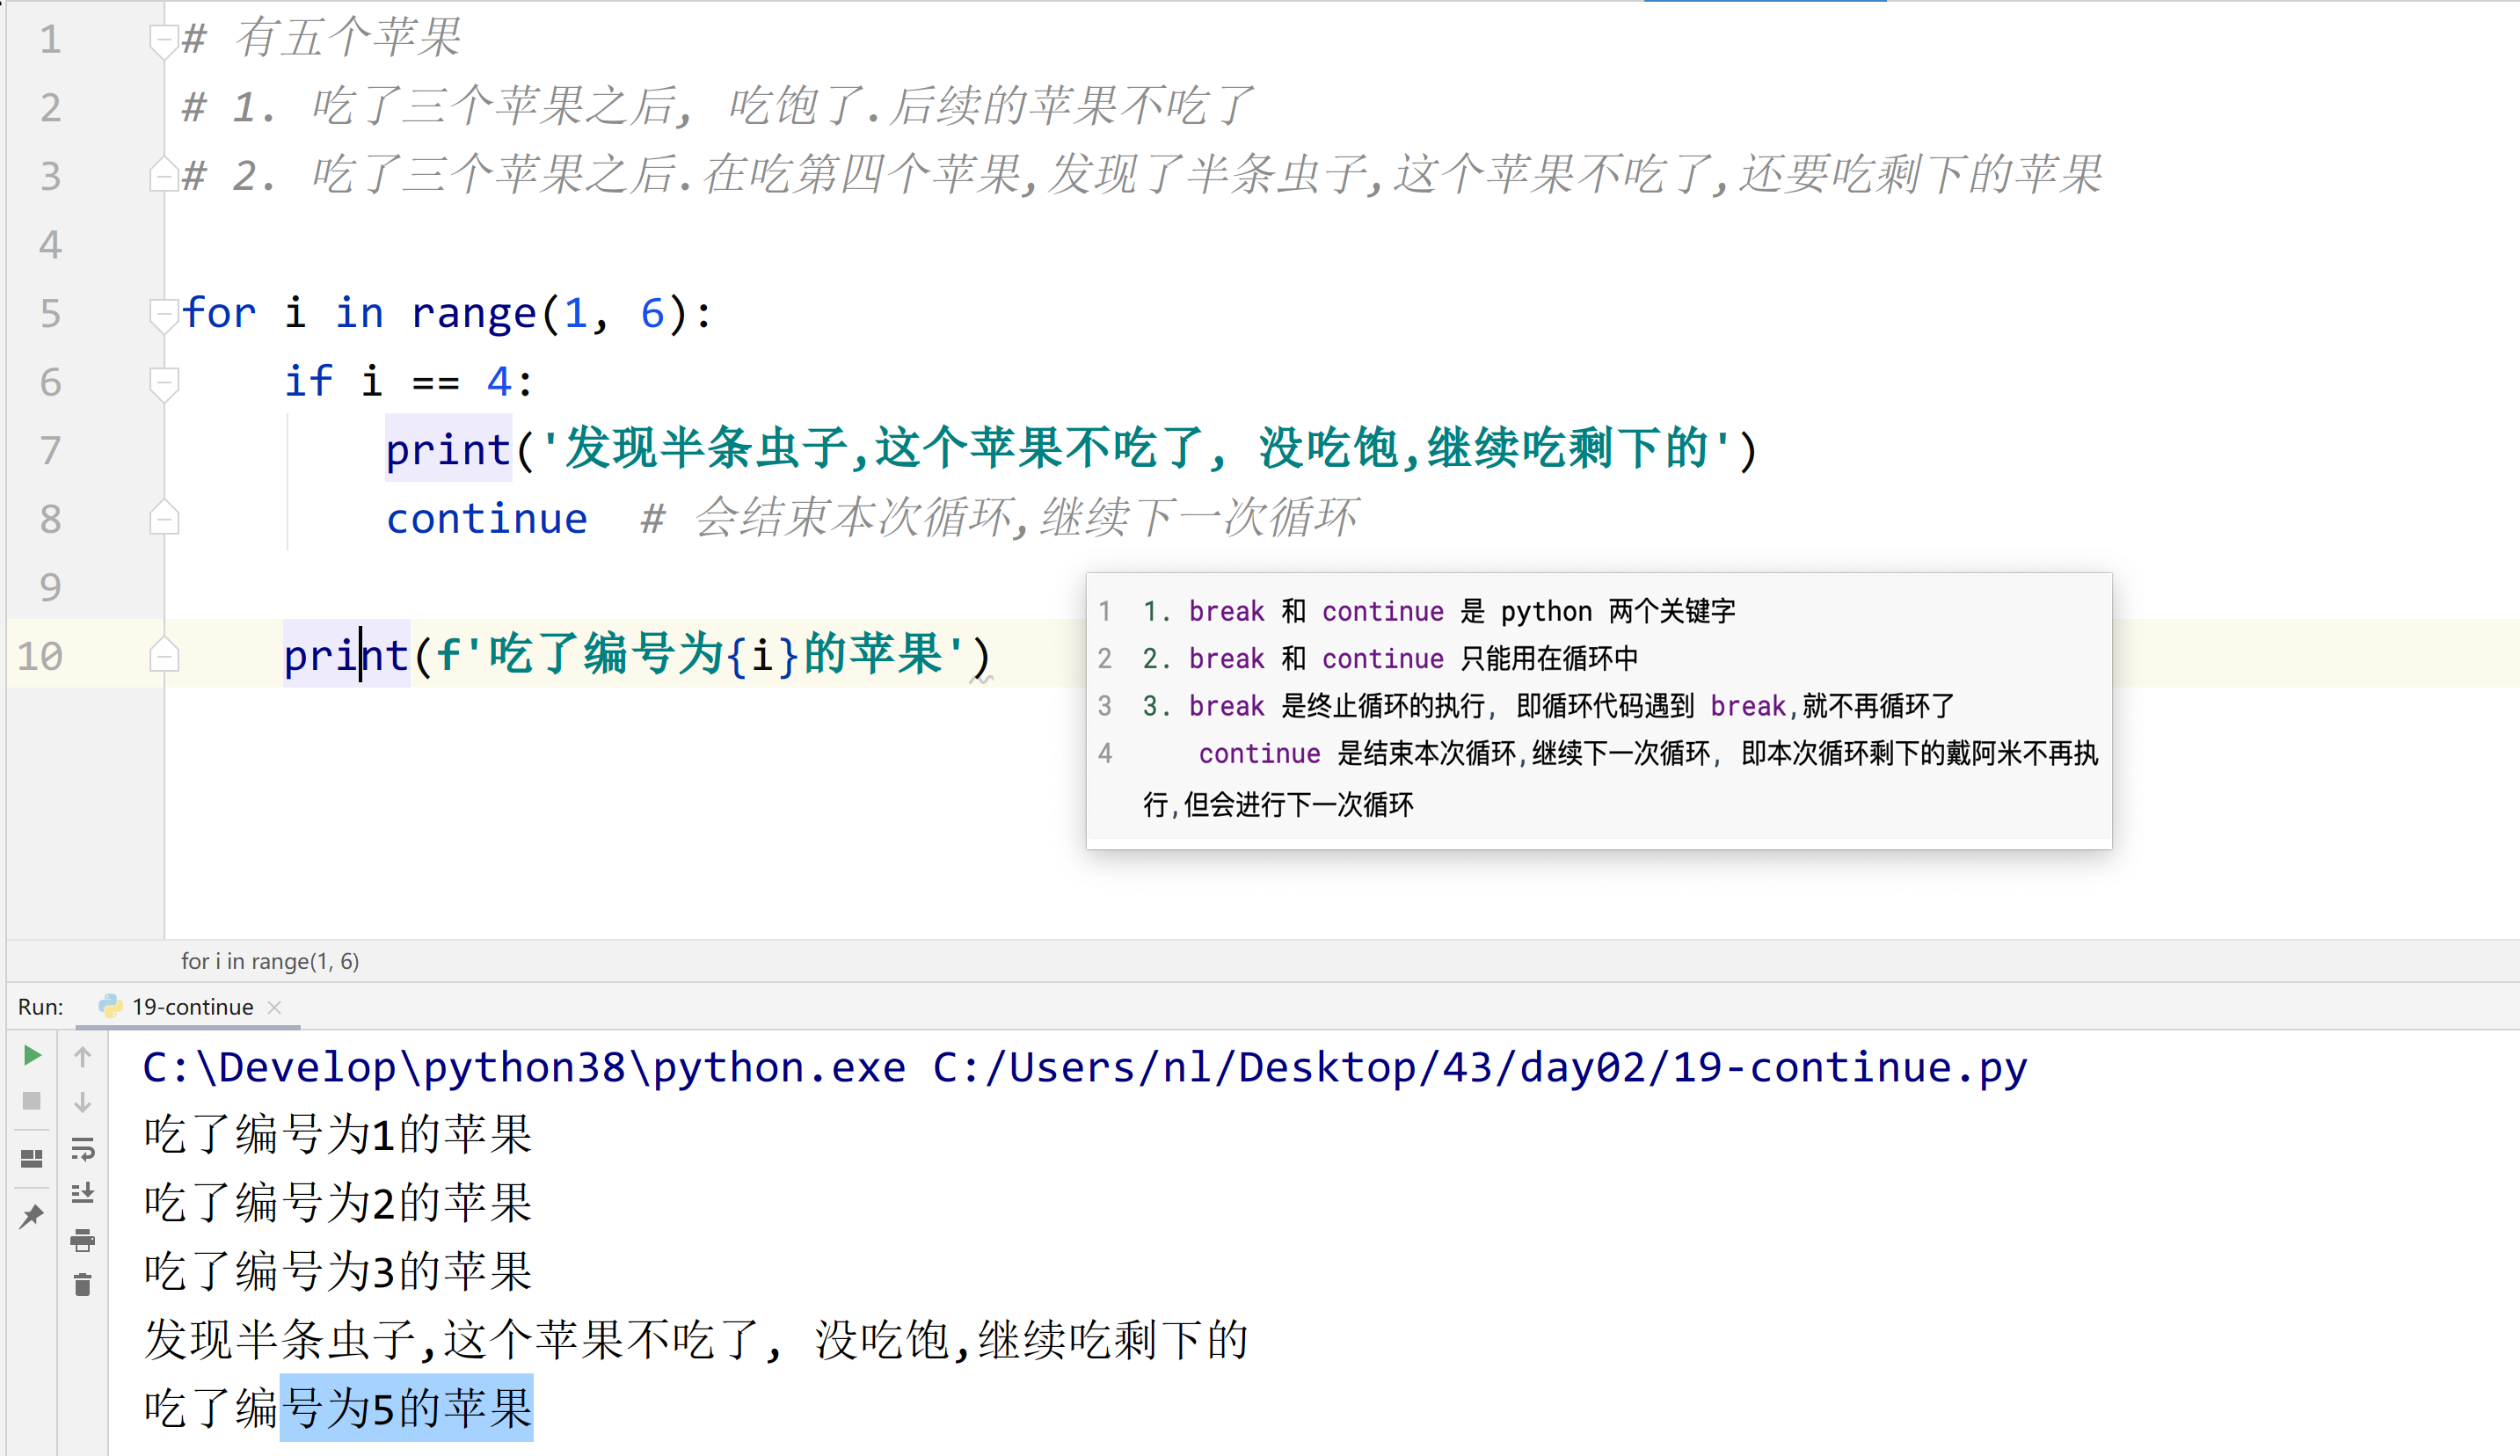 1 # 有五个苹果
2 # 1. 吃了三个苹果之后, 吃饱了.后续的苹果不吃了
3 # 2. 吃了三个苹果之后.在吃第四个苹果,发现了半条虫子,这个苹果不吃了,还要吃剩下的苹果
4
5 for i in range(1, 6):
6     if i == 4:
7         print('发现半条虫子,这个苹果不吃了, 没吃饱,继续吃剩下的')
8         continue  # 会结束本次循环,继续下一次循环
9
10     print(f'吃了编号为{i}的苹果')
1 1. break 和 continue 是 python 两个关键字
2 2. break 和 continue 只能用在循环中
3 3. break 是终止循环的执行, 即循环代码遇到 break,就不再循环了
4    continue 是结束本次循环,继续下一次循环, 即本次循环剩下的戴阿米不再执
行,但会进行下一次循环
for i in range(1, 6)
Run: 19-continue
C:\Develop\python38\python.exe C:/Users/nl/Desktop/43/day02/19-continue.py
吃了编号为1的苹果
吃了编号为2的苹果
吃了编号为3的苹果
发现半条虫子,这个苹果不吃了, 没吃饱,继续吃剩下的
吃了编号为5的苹果